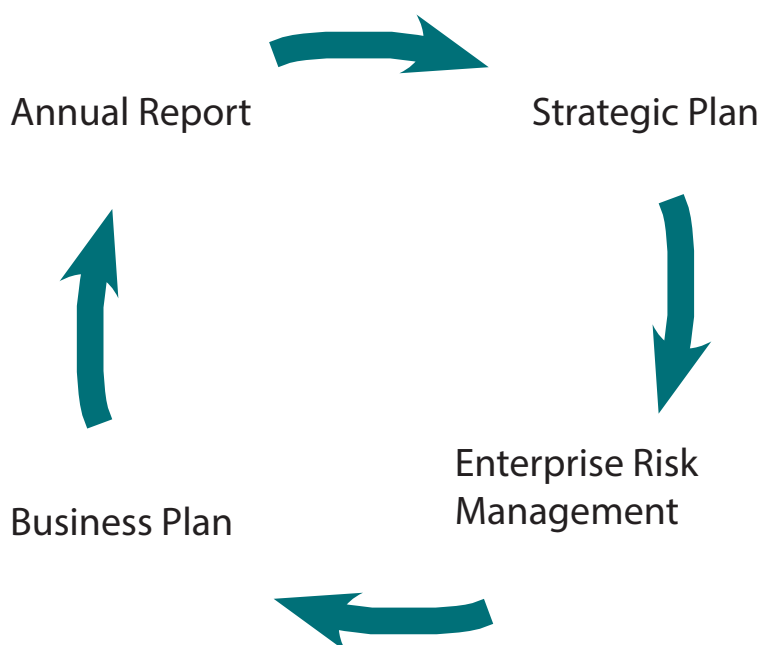 Annual Report
Strategic Plan
Enterprise Risk
Management
Business Plan